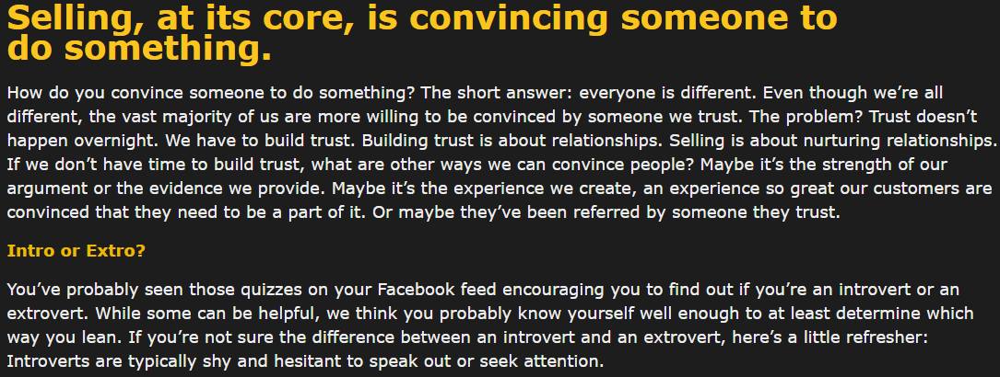 Selling, at its core, is convincing someone to
do something.
How do you convince someone to do something? The short answer: everyone is different. Even though we’re all
different, the vast majority of us are more willing to be convinced by someone we trust. The problem? Trust doesn’t
happen overnight. We have to build trust. Building trust is about relationships. Selling is about nurturing relationships.
If we don’t have time to build trust, what are other ways we can convince people? Maybe it’s the strength of our
argument or the evidence we provide. Maybe it’s the experience we create, an experience so great our customers are
convinced that they need to be a part of it. Or maybe they’ve been referred by someone they trust.
Intro or Extro?
You’ve probably seen those quizzes on your Facebook feed encouraging you to find out if you’re an introvert or an
extrovert. While some can be helpful, we think you probably know yourself well enough to at least determine which
way you lean. If you’re not sure the difference between an introvert and an extrovert, here’s a little refresher:
Introverts are typically shy and hesitant to speak out or seek attention.